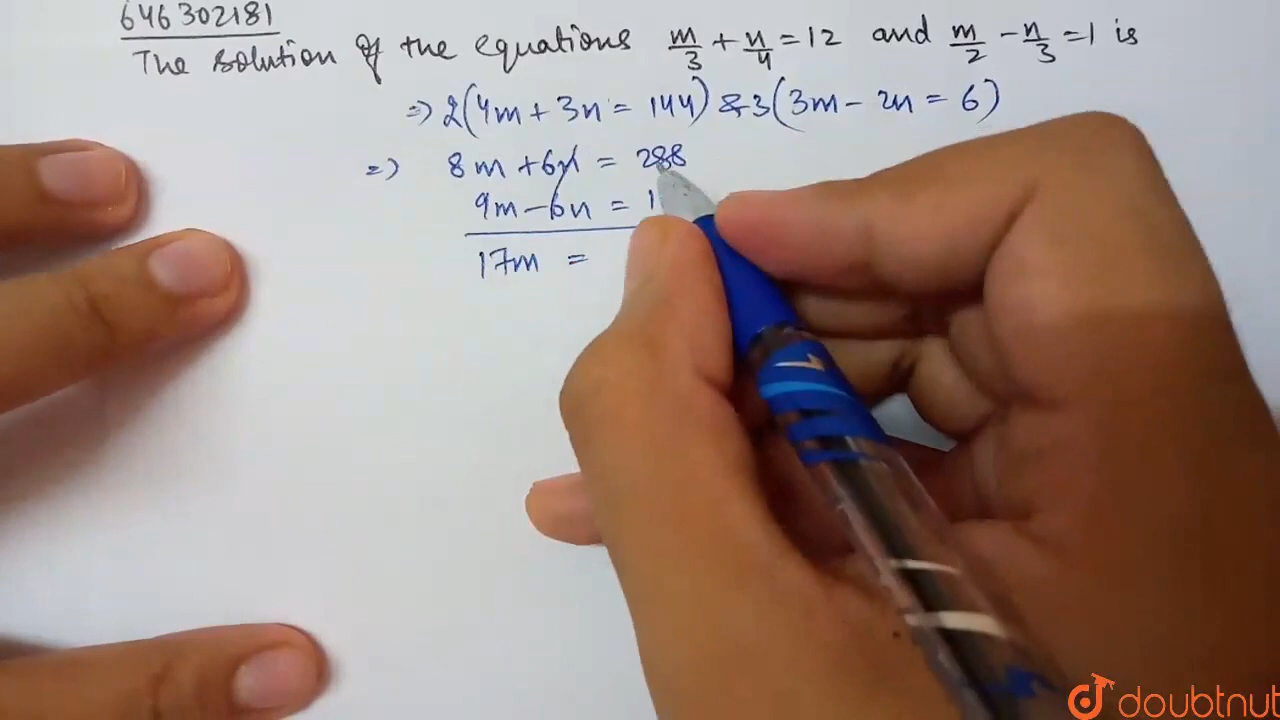 646302181
The solution of the equations m/3 + n/4 = 12 and m/2 - n/3 = 1 is
=> 2(4m + 3n = 144) & 3(3m - 2n = 6)
=> 8m + 6n = 288
9m - 6n = 1
17m =
doubtnut